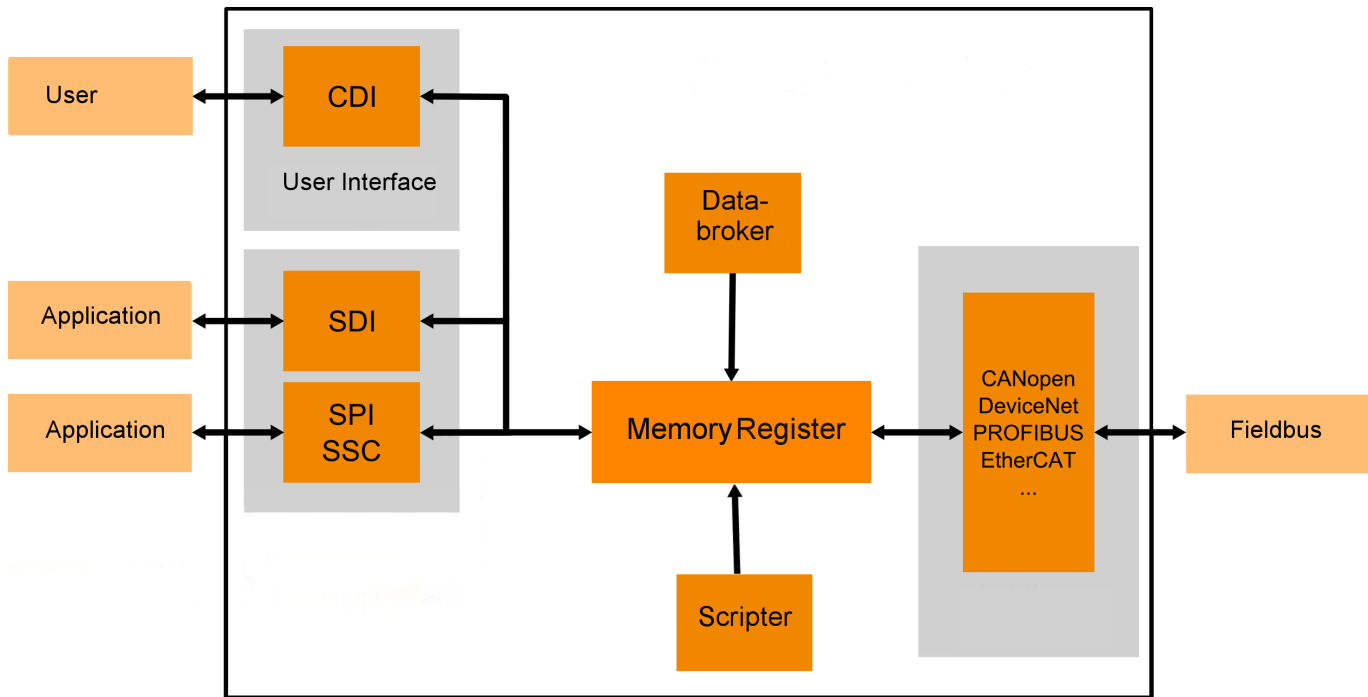 User
CDI
User Interface
Data-
broker
Application
SDI
Application
SPI
SSC
Memory Register
CANopen
DeviceNet
PROFIBUS
EtherCAT
...
Fieldbus
Scripter